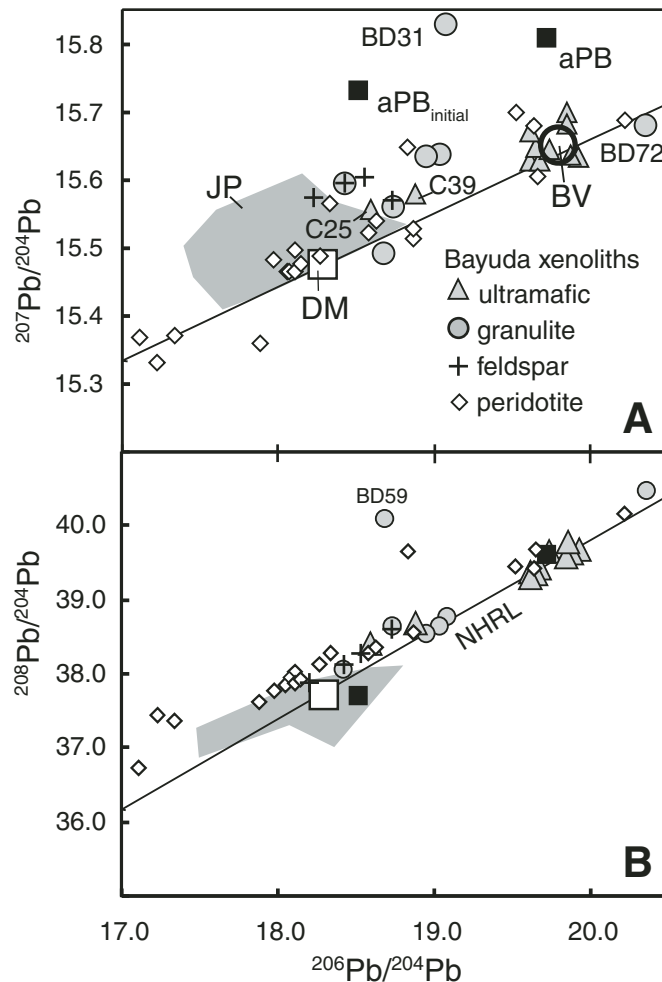 15.8
15.7
15.6
15.5
15.4
15.3
207Pb/204Pb
BD31
aPB
aPBinitial
BD72
JP
C39
C25
BV
DM
Bayuda xenoliths
ultramafic
granulite
feldspar
peridotite
A
40.0
39.0
38.0
37.0
36.0
208Pb/204Pb
BD59
NHRL
B
17.0 18.0 19.0 20.0
206Pb/204Pb